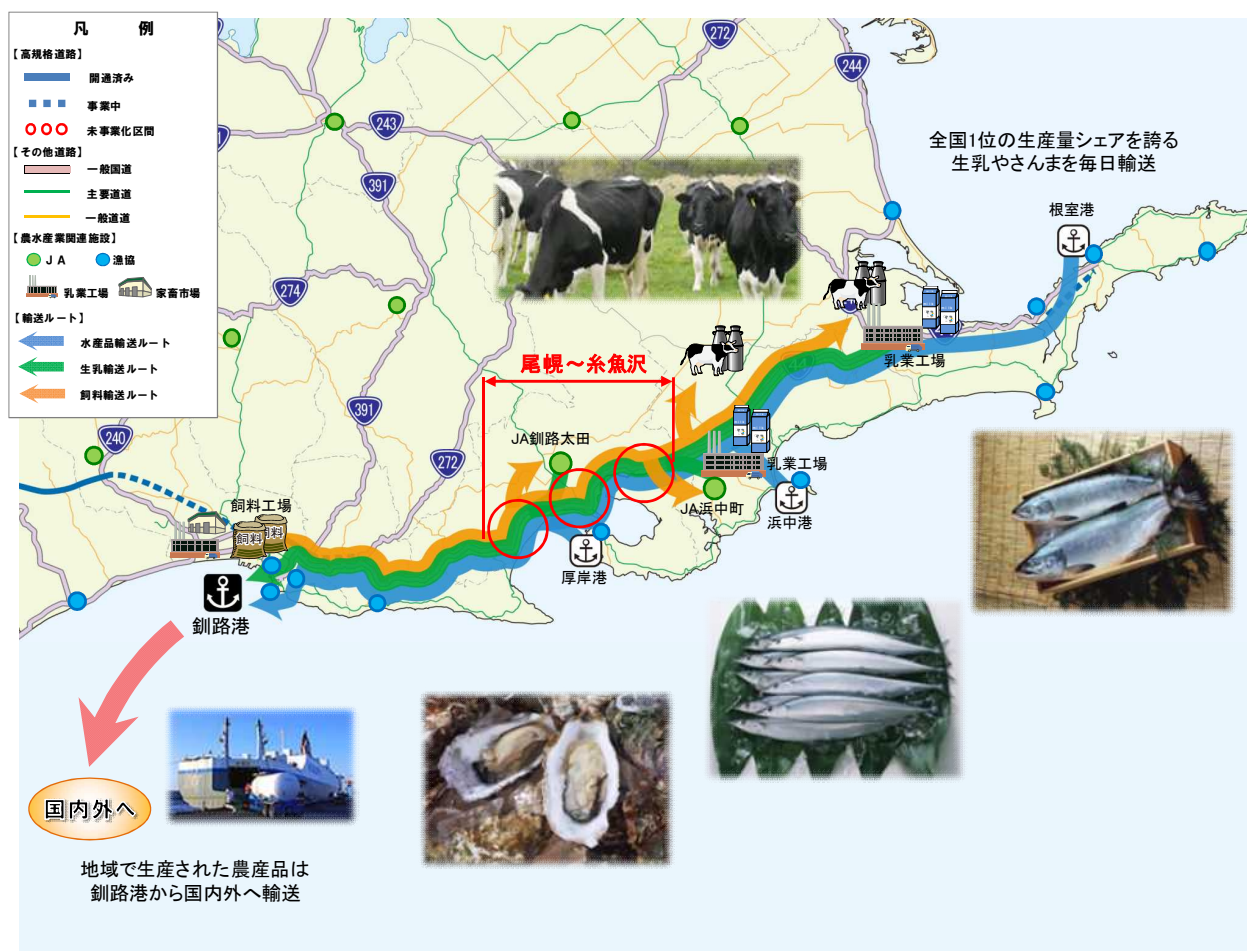 凡 例
【高規格道路】
開通済み
事業中
未事業化区間
【その他道路】
一般国道
主要道道
一般道道
【農水産業関連施設】
JA 漁協
乳業工場 家畜市場
【輸送ルート】
水産品輸送ルート
生乳輸送ルート
飼料輸送ルート
272
244
243
391
274
391
240
272
全国1位の生産量シェアを誇る
生乳やさんまを毎日輸送
根室港
乳業工場
尾幌～糸魚沢
JA釧路太田
乳業工場
JA浜中町
浜中港
厚岸港
飼料工場
飼料
飼料
釧路港
国内外へ
地域で生産された農産品は
釧路港から国内外へ輸送